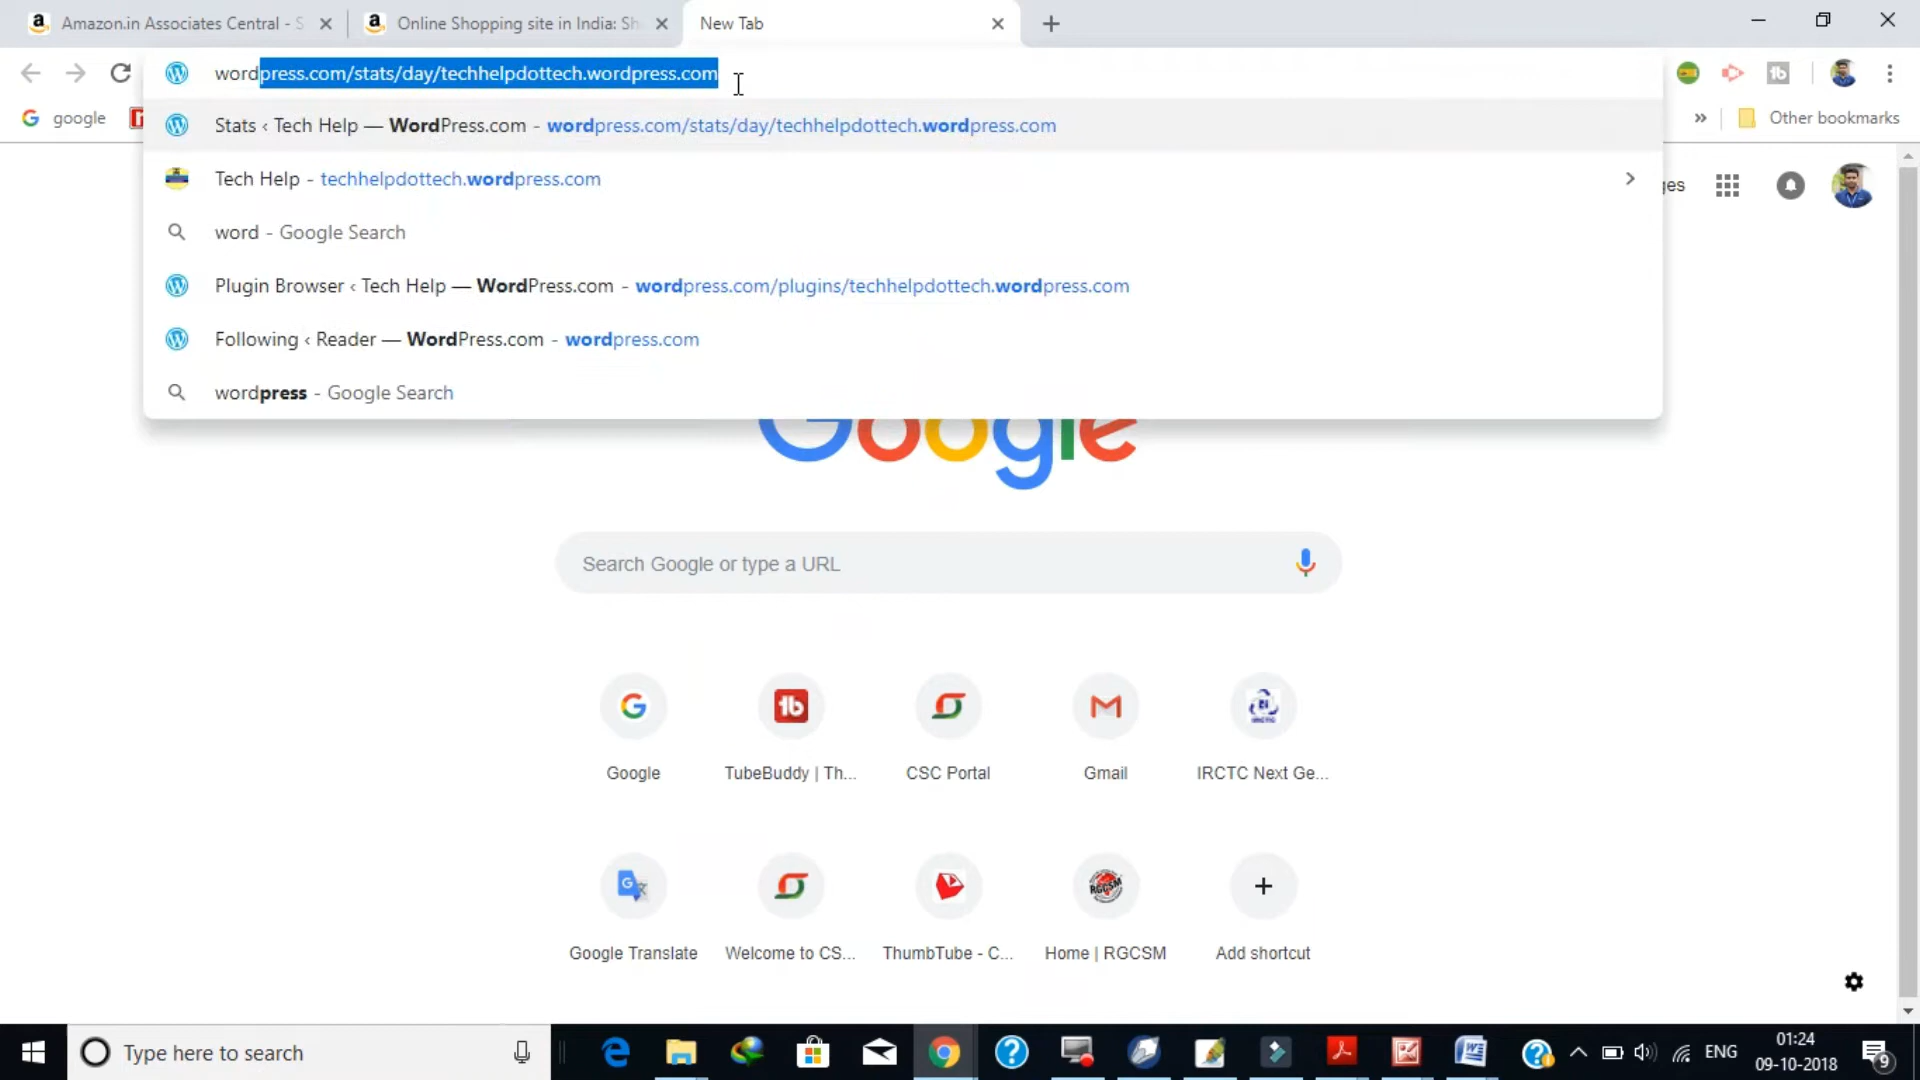 Amazon.in Associates Central - S
Online Shopping site in India: Sh
New Tab
wordpress.com/stats/day/techhelpdottech.wordpress.com
google
Other bookmarks
Stats ‹ Tech Help — WordPress.com - wordpress.com/stats/day/techhelpdottech.wordpress.com
Tech Help - techhelpdottech.wordpress.com
word - Google Search
Plugin Browser ‹ Tech Help — WordPress.com - wordpress.com/plugins/techhelpdottech.wordpress.com
Following ‹ Reader — WordPress.com - wordpress.com
wordpress - Google Search
Google
Search Google or type a URL
Google
TubeBuddy | Th...
CSC Portal
Gmail
IRCTC Next Ge...
Google Translate
Welcome to CS...
ThumbTube - C...
Home | RGCSM
Add shortcut
Type here to search
ENG
01:24
09-10-2018
9